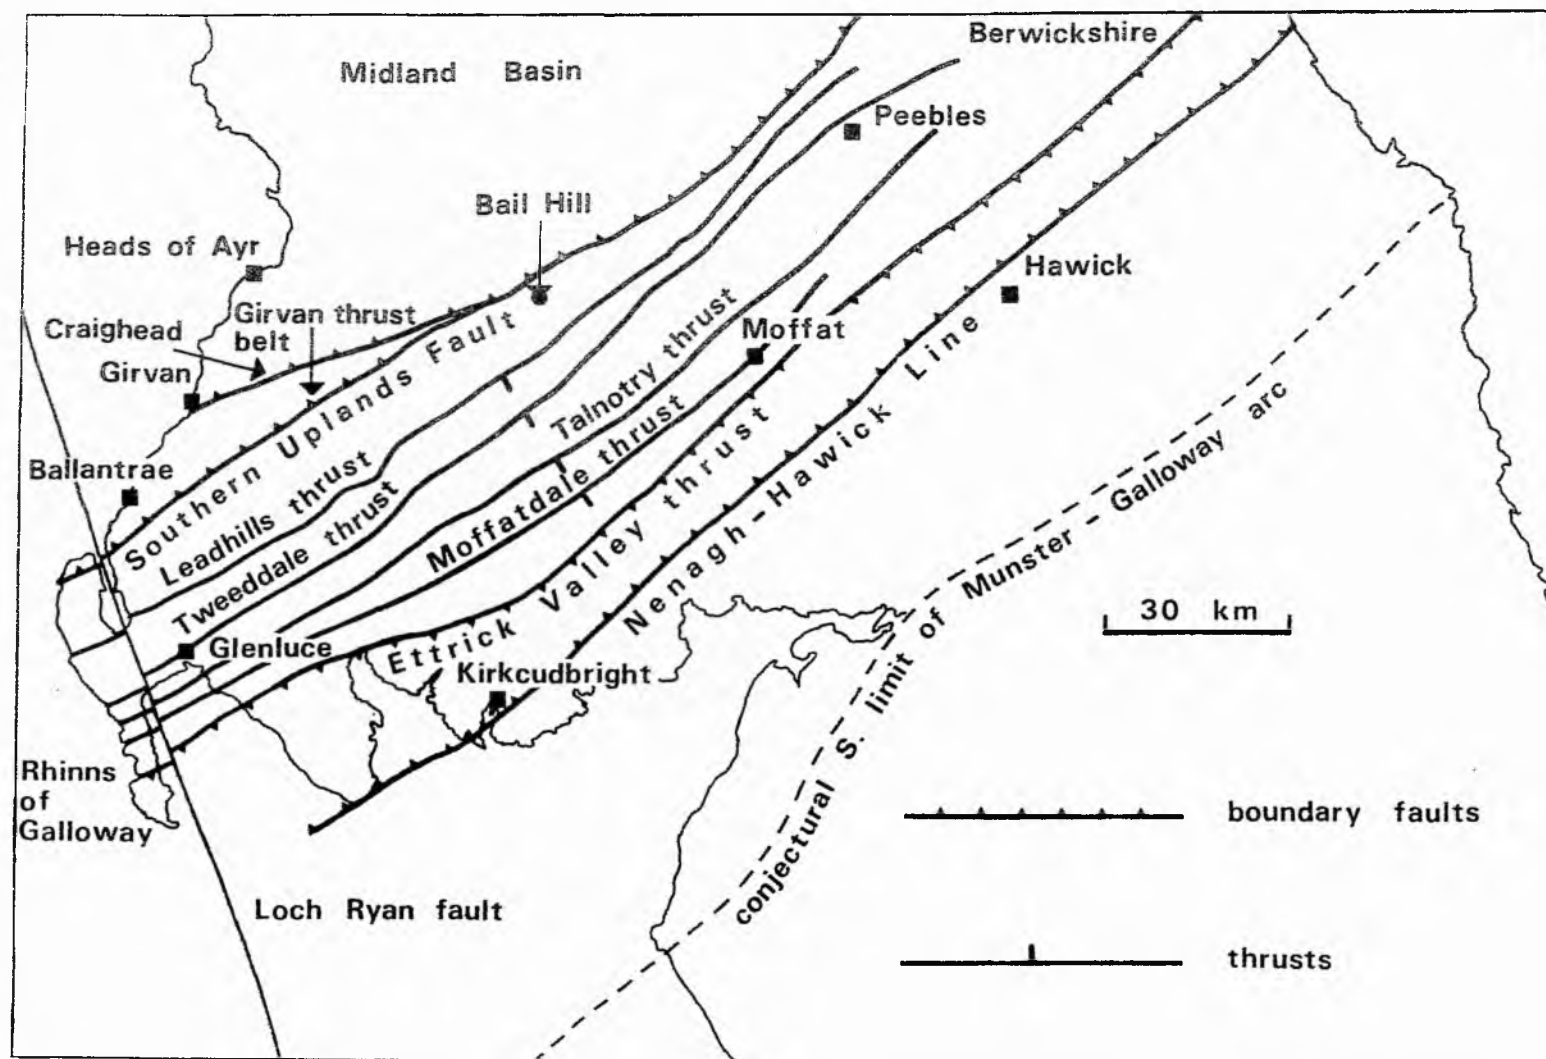 Berwickshire
Midland Basin
Peebles
Bail Hill
Heads of Ayr
Hawick
Girvan thrust
belt
Craighead
Moffat
Girvan
Southern Uplands Fault
Talnotry thrust
Ballantrae
Leadhills thrust
Moffatdale thrust
Tweeddale thrust
Ettrick Valley thrust
Nenagh-Hawick Line
conjectural S. limit of Munster-Galloway arc
30 km
Glenluce
Kirkcudbright
Rhinns
of
Galloway
boundary faults
Loch Ryan fault
thrusts